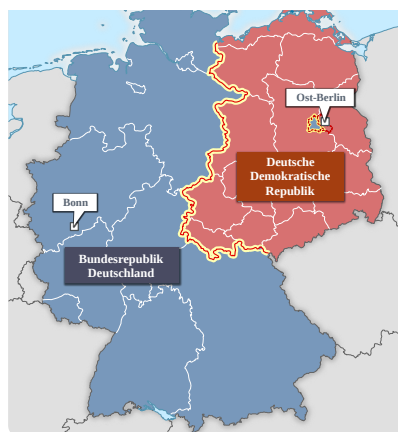 Ost-Berlin
Deutsche
Demokratische
Republik
Bonn
Bundesrepublik
Deutschland